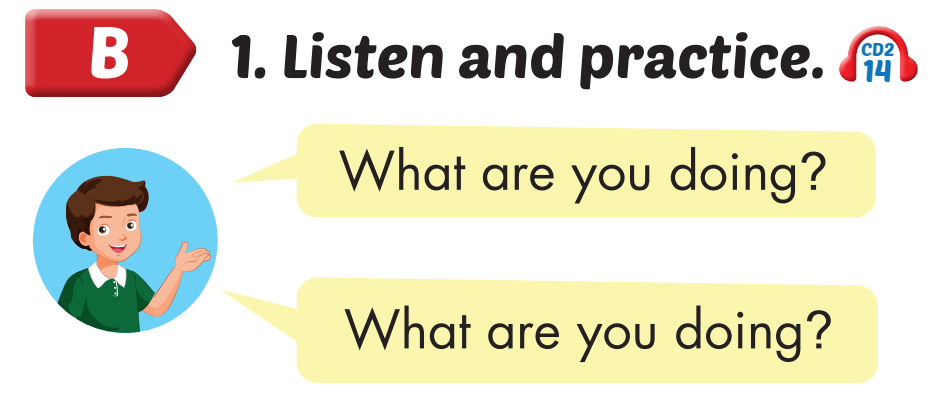 B
1. Listen and practice.
CD2
14
What are you doing?
What are you doing?